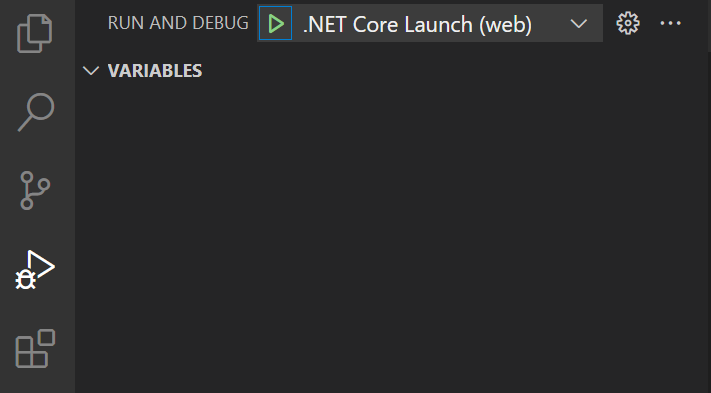 RUN AND DEBUG .NET Core Launch (web)
VARIABLES